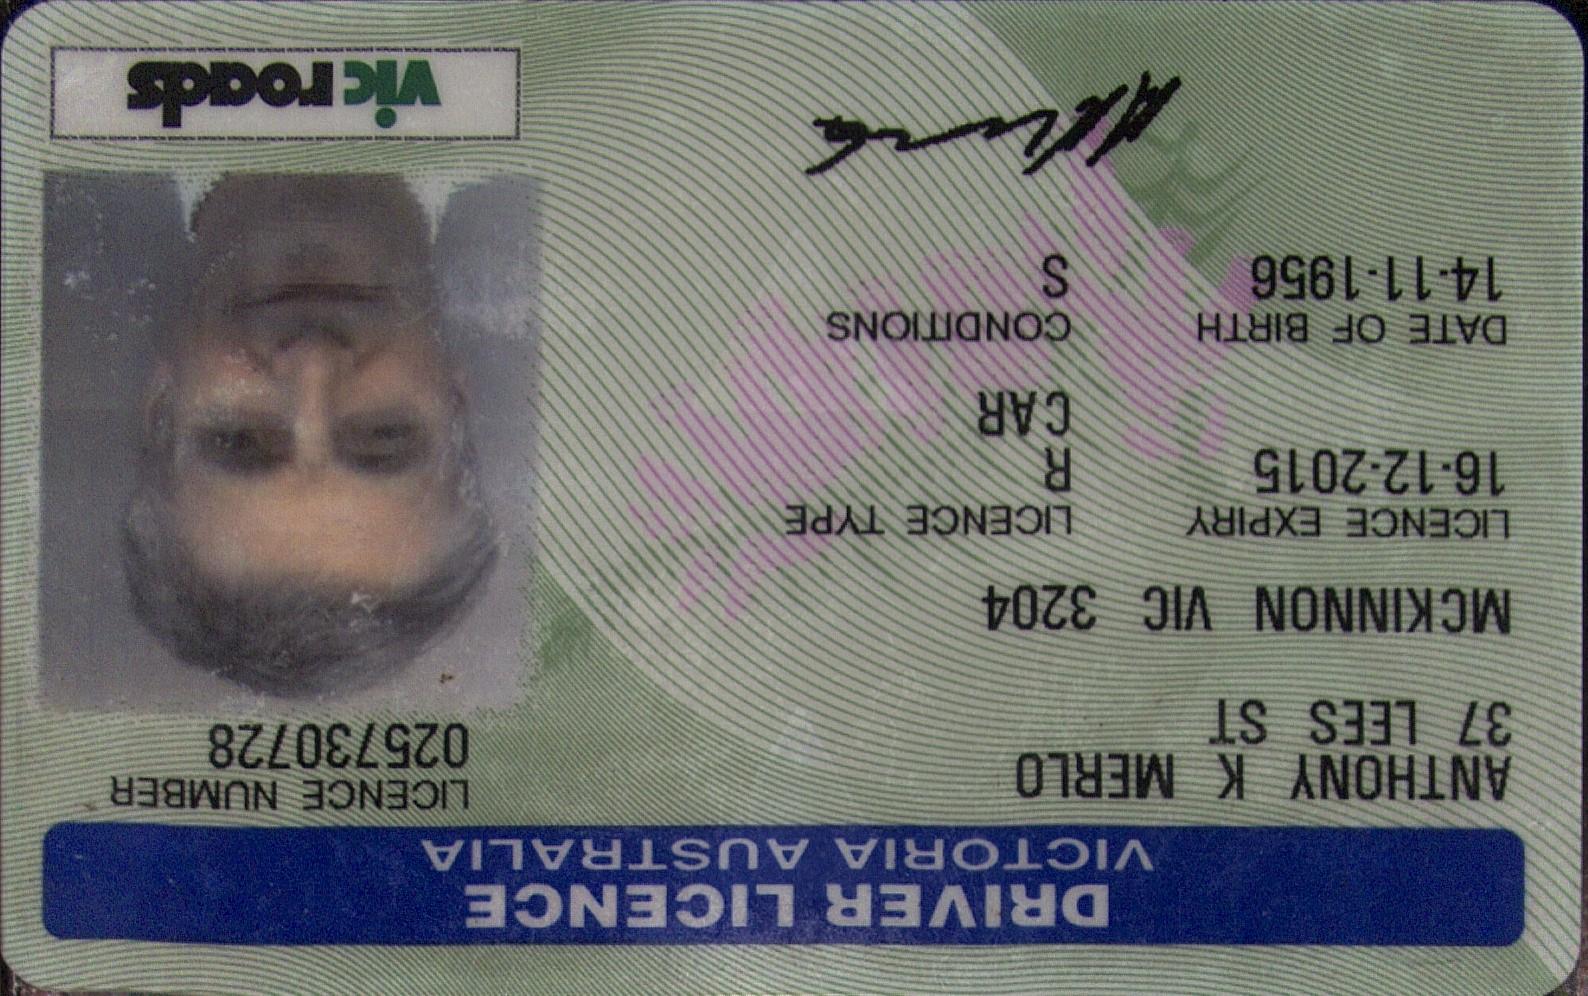 DRIVER LICENCE
VICTORIA AUSTRALIA
ANTHONY K MERLO
37 LEES ST
LICENCE NUMBER
025730728
MCKINNON VIC 3204
LICENCE EXPIRY
16-12-2015
LICENCE TYPE
R
CAR
DATE OF BIRTH
14-11-1956
CONDITIONS
S
vic roads